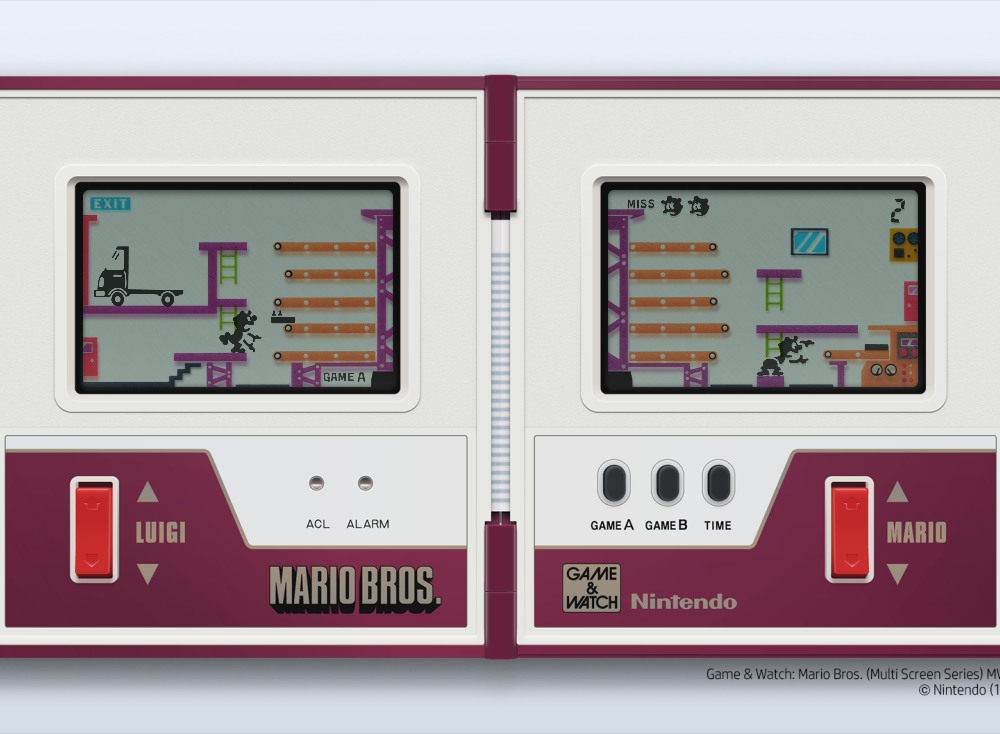 EXIT
MISS
2
GAME A
ACL
ALARM
GAME A
GAME B
TIME
LUIGI
MARIO
MARIO BROS.
GAME
&
WATCH
Nintendo
Game & Watch: Mario Bros. (Multi Screen Series)
© Nintendo